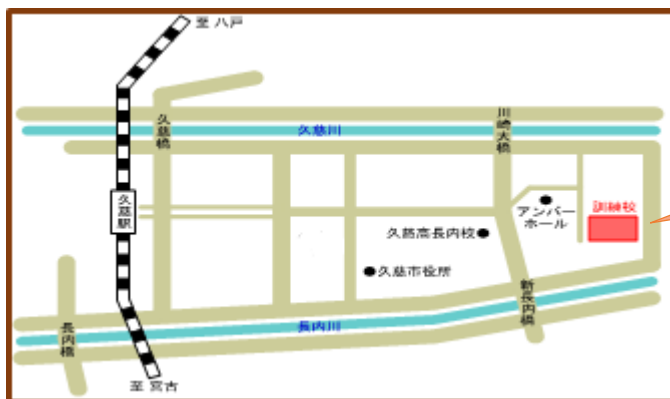 至 八戸
久慈橋
久慈川
川崎大橋
久慈駅
訓練校
アンバー
ホール
久慈高長内校
久慈市役所
新長内橋
長内橋
長内川
至 宮古